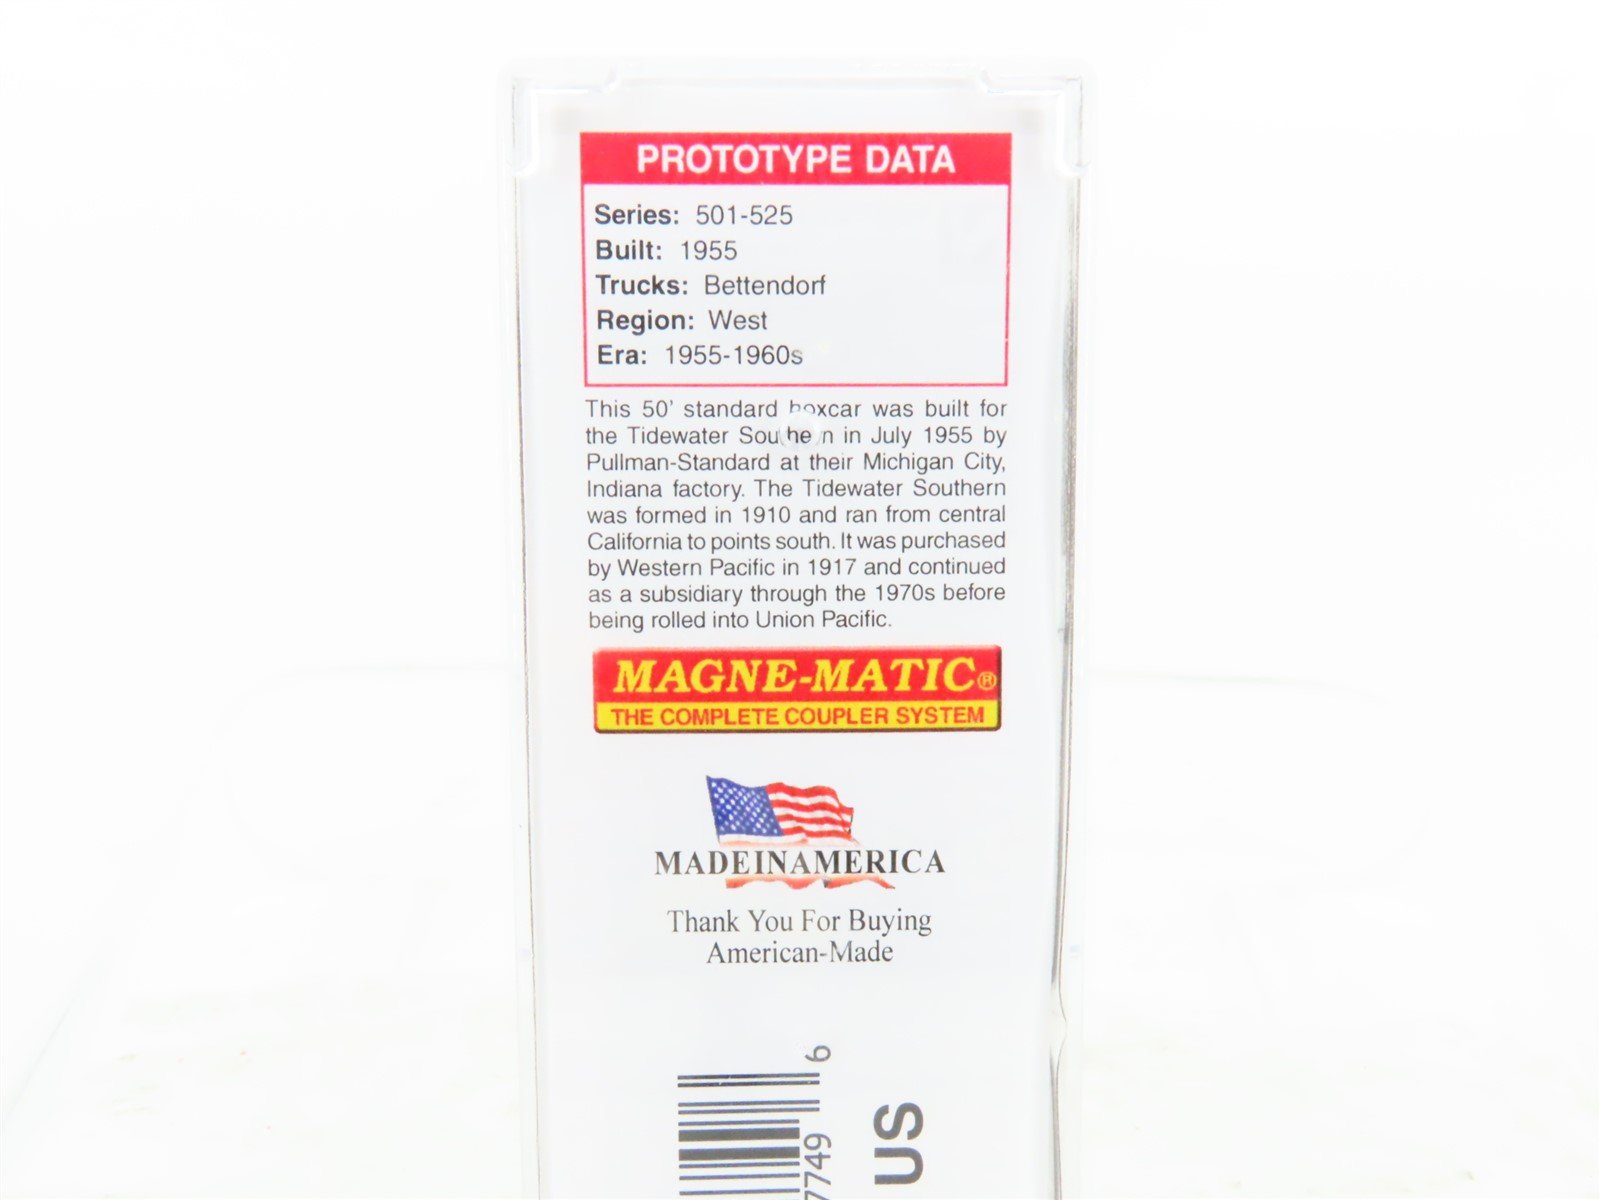 PROTOTYPE DATA
Series: 501-525
Built: 1955
Trucks: Bettendorf
Region: West
Era: 1955-1960s
This 50' standard boxcar was built for
the Tidewater Southern in July 1955 by
Pullman-Standard at their Michigan City,
Indiana factory. The Tidewater Southern
was formed in 1910 and ran from central
California to points south. It was purchased
by Western Pacific in 1917 and continued
as a subsidiary through the 1970s before
being rolled into Union Pacific.
MAGNE-MATIC®
THE COMPLETE COUPLER SYSTEM
MADEINAMERICA
Thank You For Buying
American-Made
7749 6
US